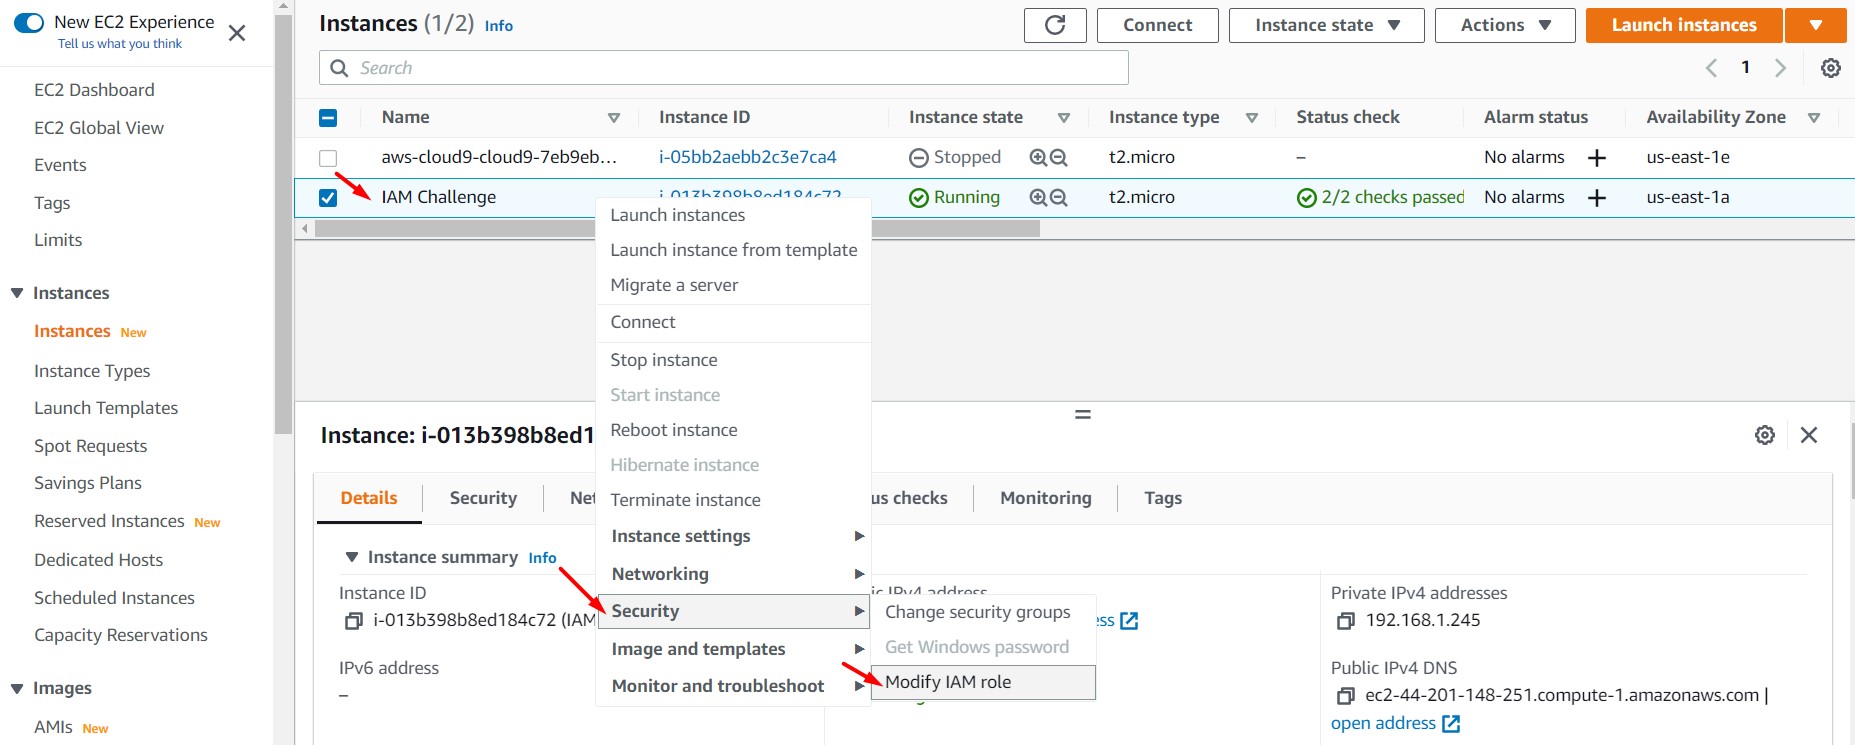 New EC2 Experience
Tell us what you think
EC2 Dashboard
EC2 Global View
Events
Tags
Limits
Instances
Instances New
Instance Types
Launch Templates
Spot Requests
Savings Plans
Reserved Instances New
Dedicated Hosts
Scheduled Instances
Capacity Reservations
Images
AMIs New
Instances (1/2) Info
Connect
Instance state
Actions
Launch instances
Search
1
Name Instance ID Instance state Instance type Status check Alarm status Availability Zone
aws-cloud9-cloud9-7eb9eb... i-05bb2aebb2c3e7ca4 Stopped t2.micro – No alarms + us-east-1e
IAM Challenge i-013b398b8ed184c72 Running t2.micro 2/2 checks passed No alarms + us-east-1a
Launch instances
Launch instance from template
Migrate a server
Connect
Stop instance
Start instance
Reboot instance
Hibernate instance
Terminate instance
Instance settings
Networking
Security
Image and templates
Monitor and troubleshoot
Change security groups
Get Windows password
Modify IAM role
Instance: i-013b398b8ed1
Details Security Net us checks Monitoring Tags
Instance summary Info
Instance ID
i-013b398b8ed184c72 (IAM
IPv6 address
–
ic IPv4 address
ess
Private IPv4 addresses
192.168.1.245
Public IPv4 DNS
ec2-44-201-148-251.compute-1.amazonaws.com |
open address